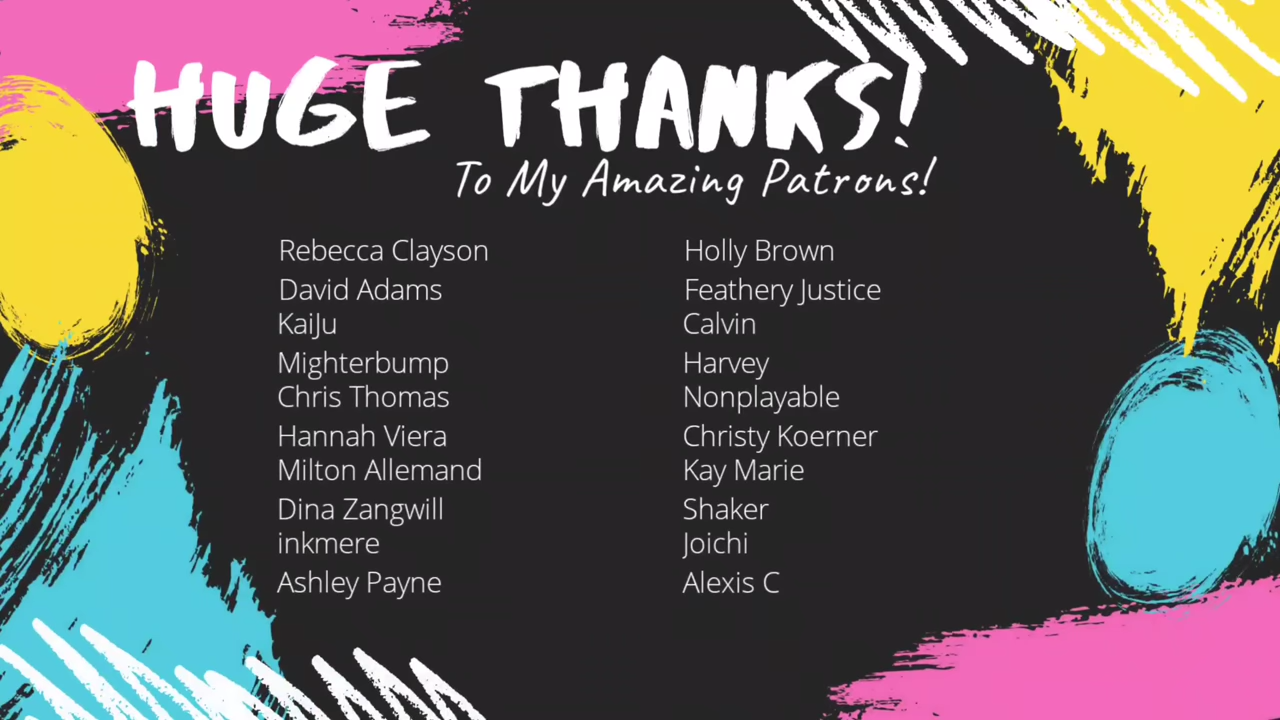 HUGE THANKS!
To My Amazing Patrons!
Rebecca Clayson
David Adams
KaiJu
Mighterbump
Chris Thomas
Hannah Viera
Milton Allemand
Dina Zangwill
inkmere
Ashley Payne
Holly Brown
Feathery Justice
Calvin
Harvey
Nonplayable
Christy Koerner
Kay Marie
Shaker
Joichi
Alexis C